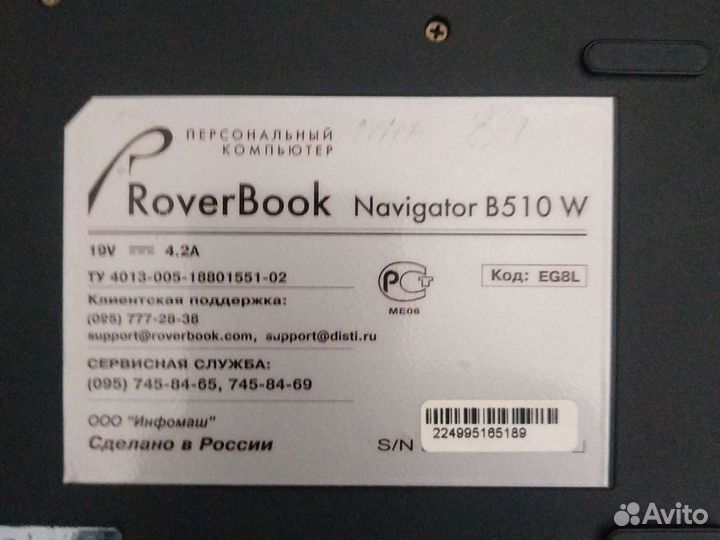 ПЕРСОНАЛЬНЫЙ
КОМПЬЮТЕР
RoverBook Navigator B510 W
19V 4,2A
ТУ 4013-005-18801551-02
Код: EG8L
Клиентская поддержка:
(095) 777-28-38
support@roverbook.com, support@disti.ru
РСТ
ME06
СЕРВИСНАЯ СЛУЖБА:
(095) 745-84-65, 745-84-69
ООО "Инфомаш"
Сделано в России
S/N
224995165189
Avito